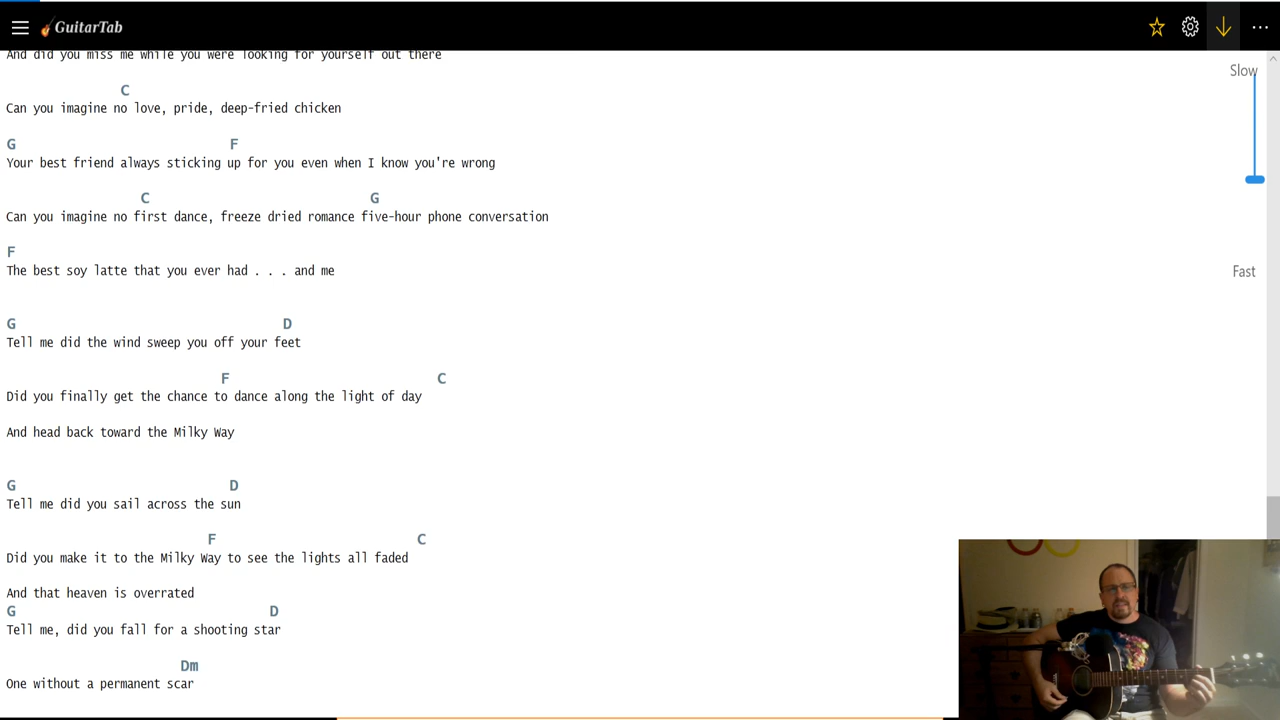 GuitarTab
And did you miss me while you were looking for yourself out there
Slow
C
Can you imagine no love, pride, deep-fried chicken
G F
Your best friend always sticking up for you even when I know you're wrong
C G
Can you imagine no first dance, freeze dried romance five-hour phone conversation
F
The best soy latte that you ever had . . . and me
Fast
G D
Tell me did the wind sweep you off your feet
F C
Did you finally get the chance to dance along the light of day
And head back toward the Milky Way
G D
Tell me did you sail across the sun
F C
Did you make it to the Milky Way to see the lights all faded
And that heaven is overrated
G D
Tell me, did you fall for a shooting star
Dm
One without a permanent scar